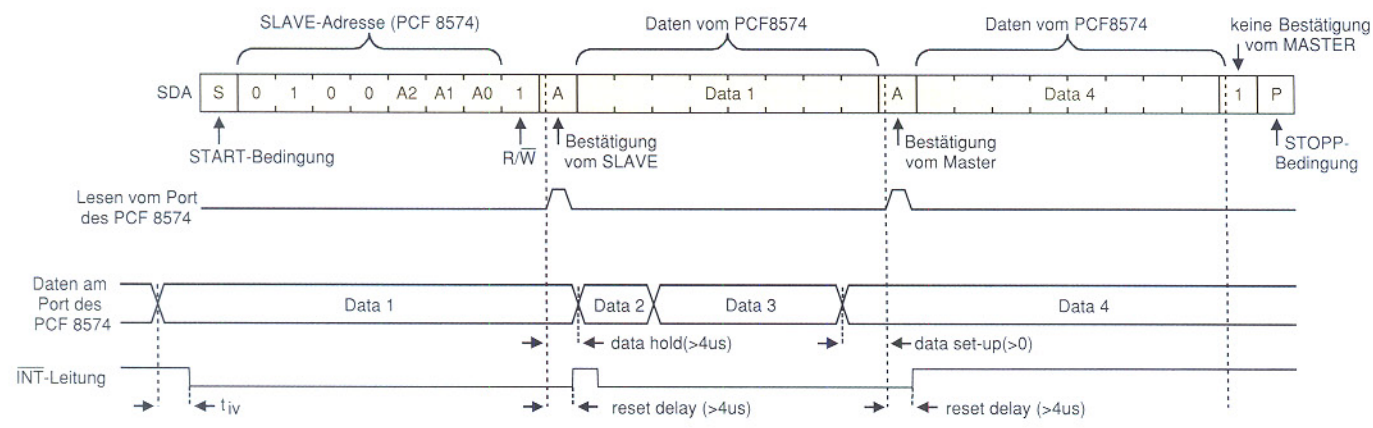 SLAVE-Adresse (PCF 8574)
Daten vom PCF8574
Daten vom PCF8574
keine Bestätigung
vom MASTER
SDA S 0 1 0 0 A2 A1 A0 1 A Data 1 A Data 4 1 P
START-Bedingung
R/W̅
Bestätigung
vom SLAVE
Bestätigung
vom Master
STOPP-
Bedingung
Lesen vom Port
des PCF 8574
Daten am
Port des
PCF 8574
Data 1 Data 2 Data 3 Data 4
data hold(>4us)
data set-up(>0)
I̅N̅T̅-Leitung
tiv
reset delay (>4us)
reset delay (>4us)